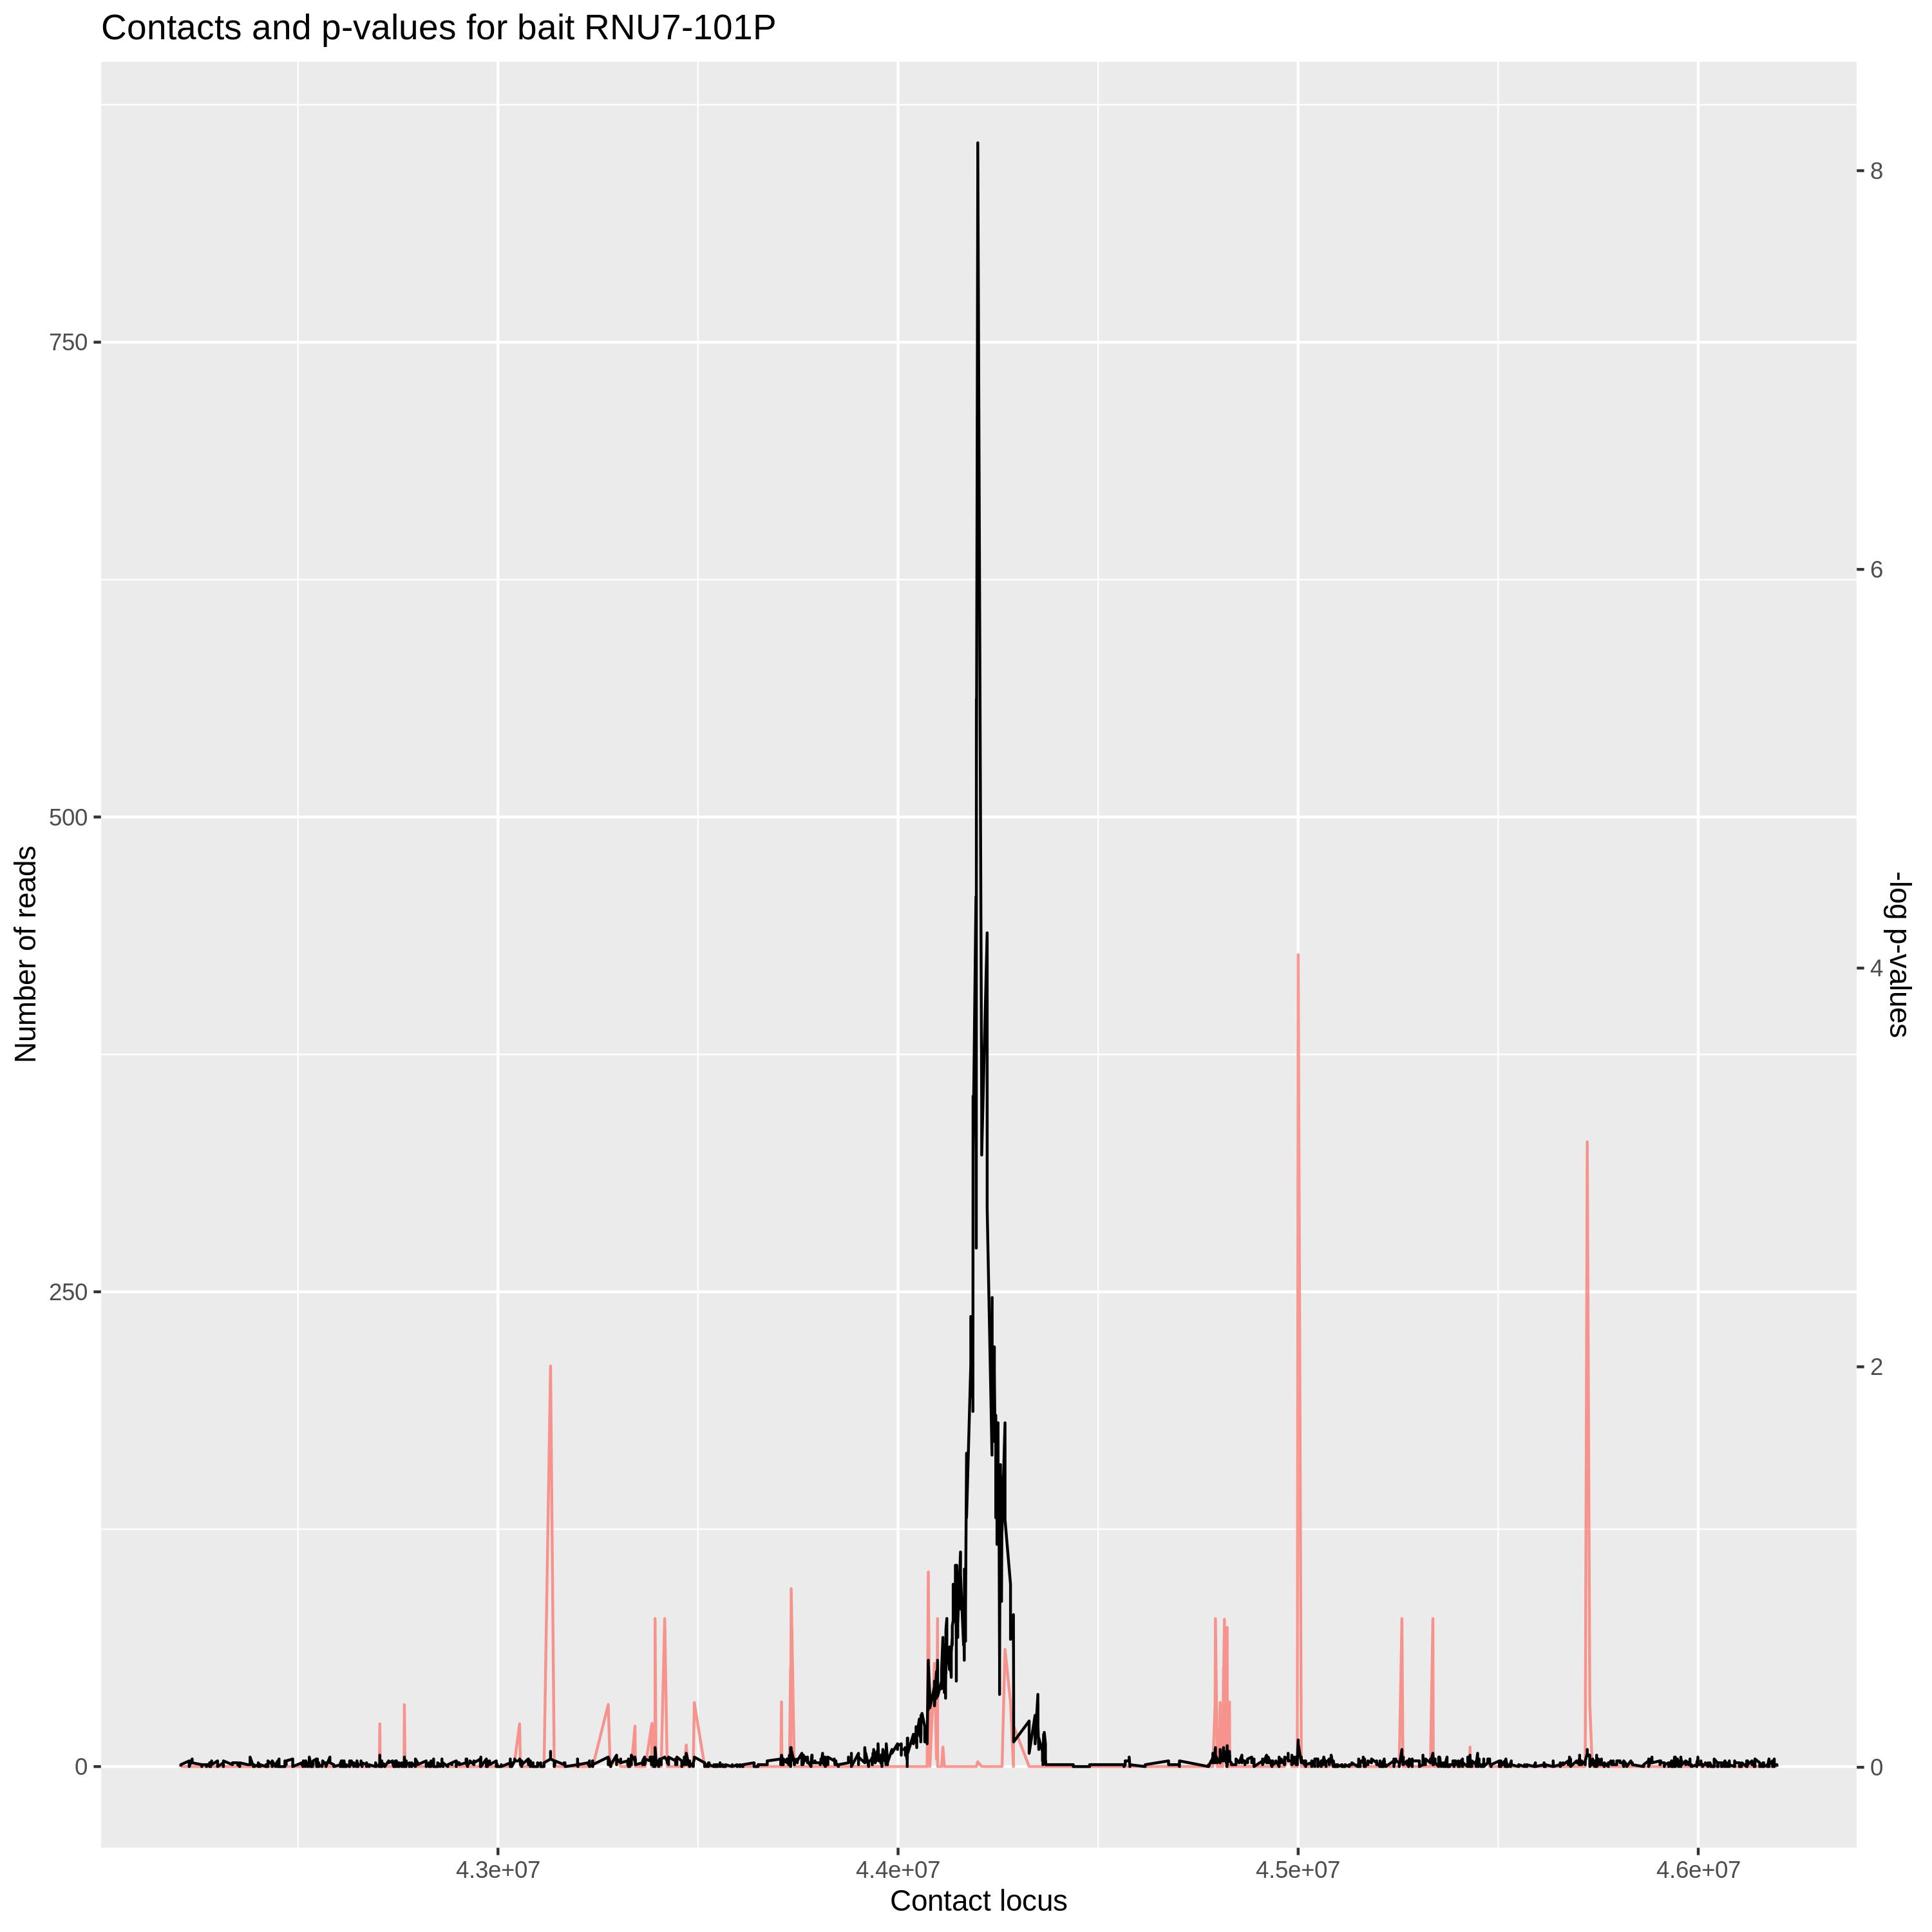 Contacts and p-values for bait RNU7-101P
750
500
250
0
Number of reads
8
6
4
2
0
-log p-values
4.3e+07
4.4e+07
4.5e+07
4.6e+07
Contact locus